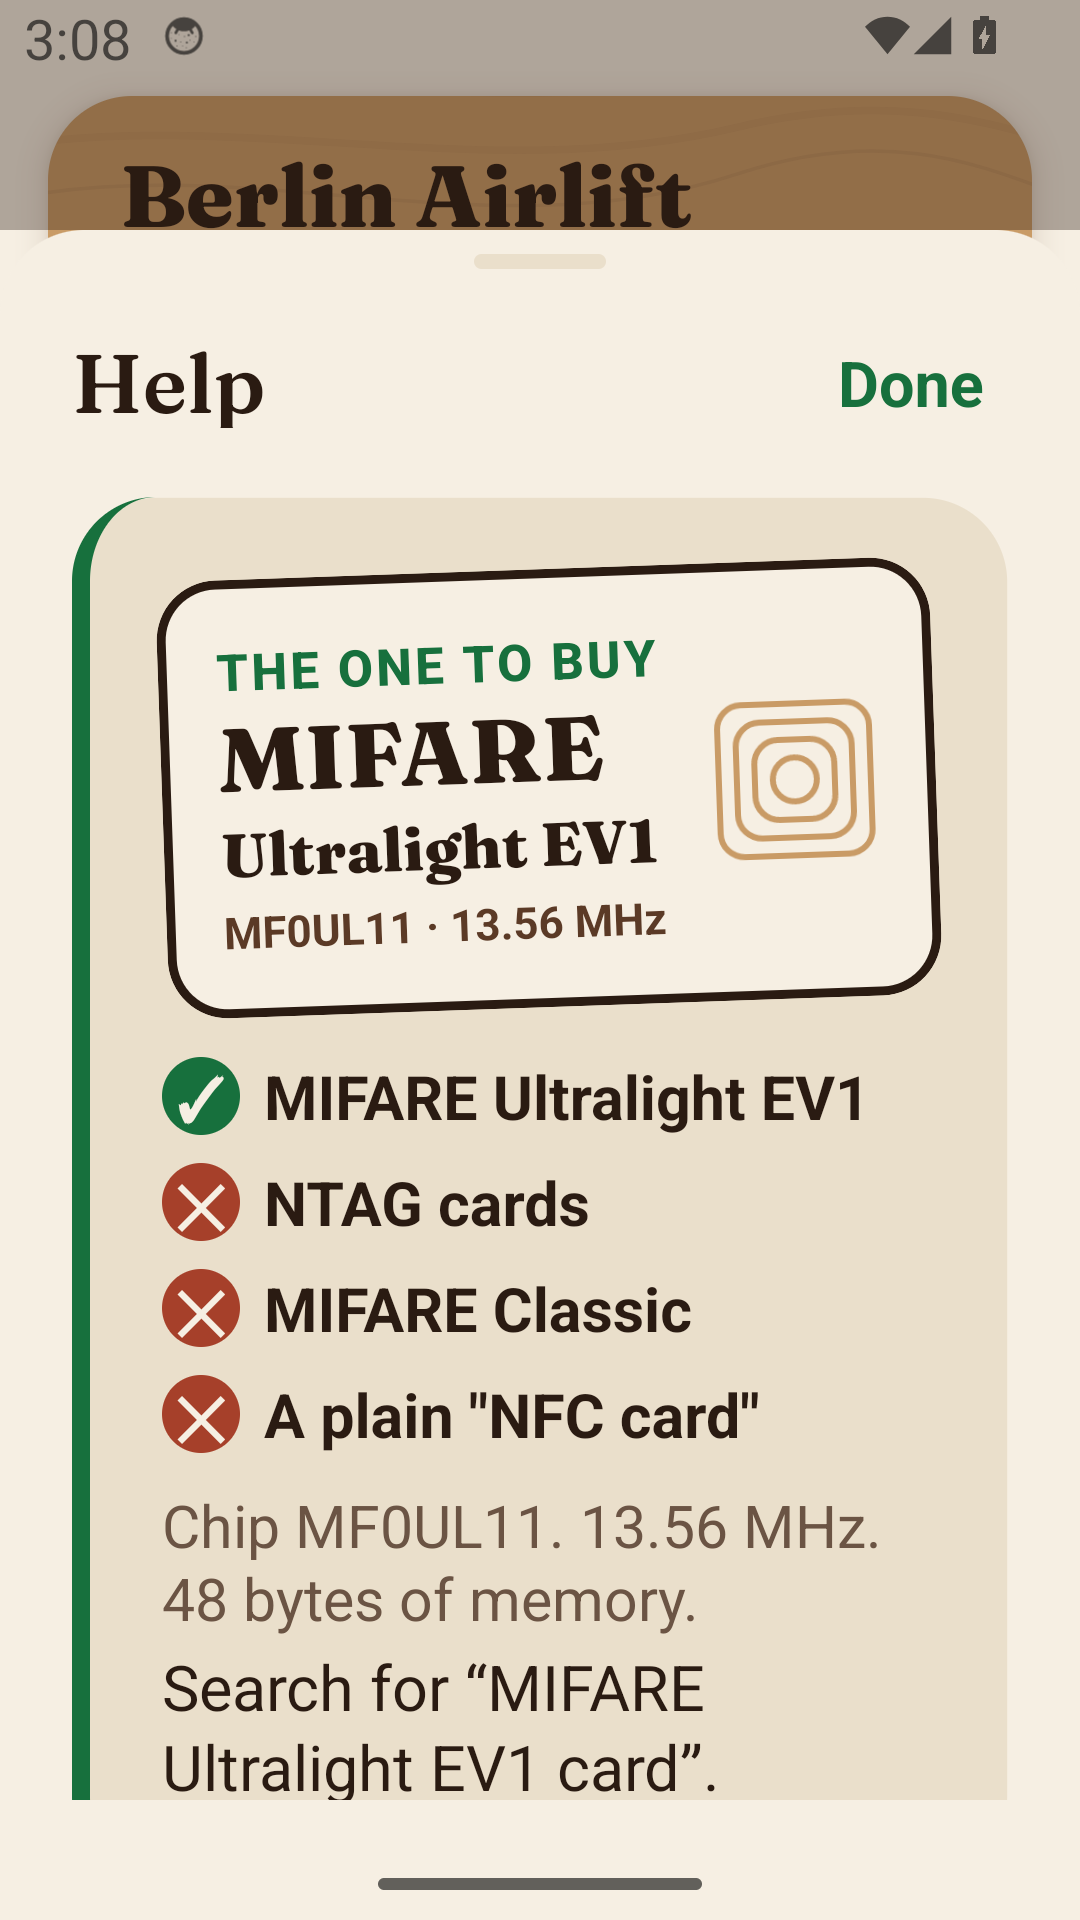 3:08
Berlin Airlift
Help
Done
THE ONE TO BUY
MIFARE
Ultralight EV1
MF0UL11 · 13.56 MHz
✓ MIFARE Ultralight EV1
× NTAG cards
× MIFARE Classic
× A plain "NFC card"
Chip MF0UL11. 13.56 MHz.
48 bytes of memory.
Search for “MIFARE
Ultralight EV1 card”.